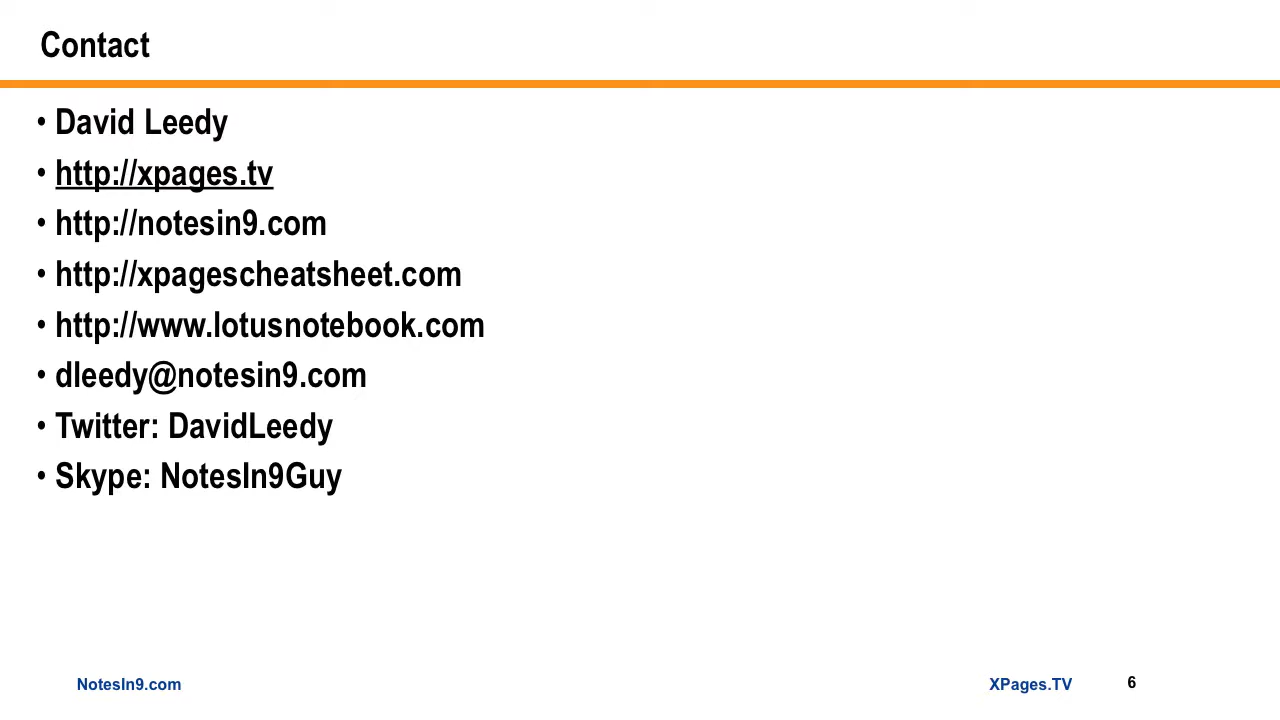 Contact
• David Leedy
• http://xpages.tv
• http://notesin9.com
• http://xpagescheatsheet.com
• http://www.lotusnotebook.com
• dleedy@notesin9.com
• Twitter: DavidLeedy
• Skype: NotesIn9Guy
NotesIn9.com XPages.TV 6